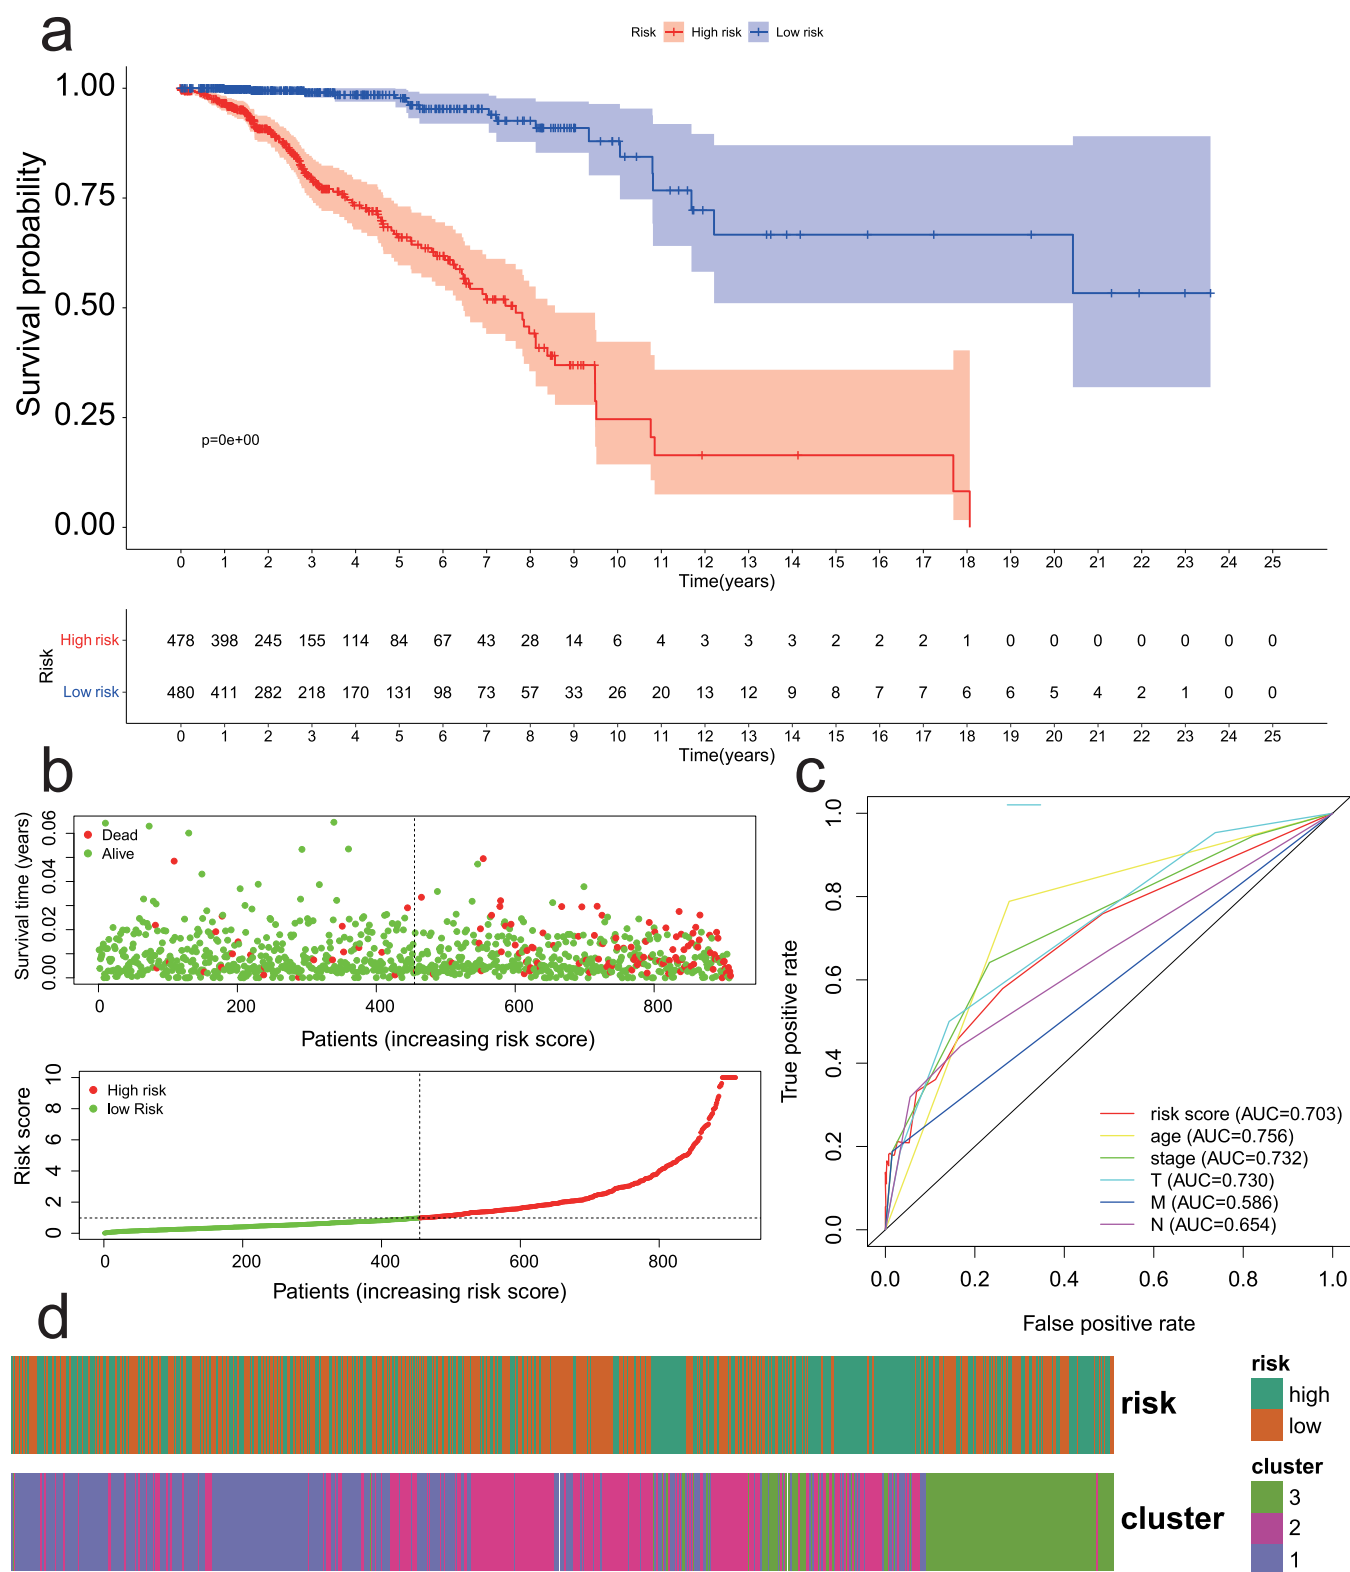 a
Risk High risk Low risk
Survival probability
1.00
0.75
0.50
0.25
0.00
p=0e+00
0 1 2 3 4 5 6 7 8 9 10 11 12 13 14 15 16 17 18 19 20 21 22 23 24 25
Time(years)
Risk
High risk 478 398 245 155 114 84 67 43 28 14 6 4 3 3 3 2 2 2 1 0 0 0 0 0 0 0
Low risk 480 411 282 218 170 131 98 73 57 33 26 20 13 12 9 8 7 7 6 6 5 4 2 1 0 0
0 1 2 3 4 5 6 7 8 9 10 11 12 13 14 15 16 17 18 19 20 21 22 23 24 25
Time(years)
b
Survival time (years)
0.00 0.02 0.04 0.06
Dead
Alive
0 200 400 600 800
Patients (increasing risk score)
Risk score
0 2 4 6 8 10
High risk
low Risk
0 200 400 600 800
Patients (increasing risk score)
c
True positive rate
0.0 0.2 0.4 0.6 0.8 1.0
risk score (AUC=0.703)
age (AUC=0.756)
stage (AUC=0.732)
T (AUC=0.730)
M (AUC=0.586)
N (AUC=0.654)
0.0 0.2 0.4 0.6 0.8 1.0
False positive rate
d
risk
cluster
risk
high
low
cluster
3
2
1